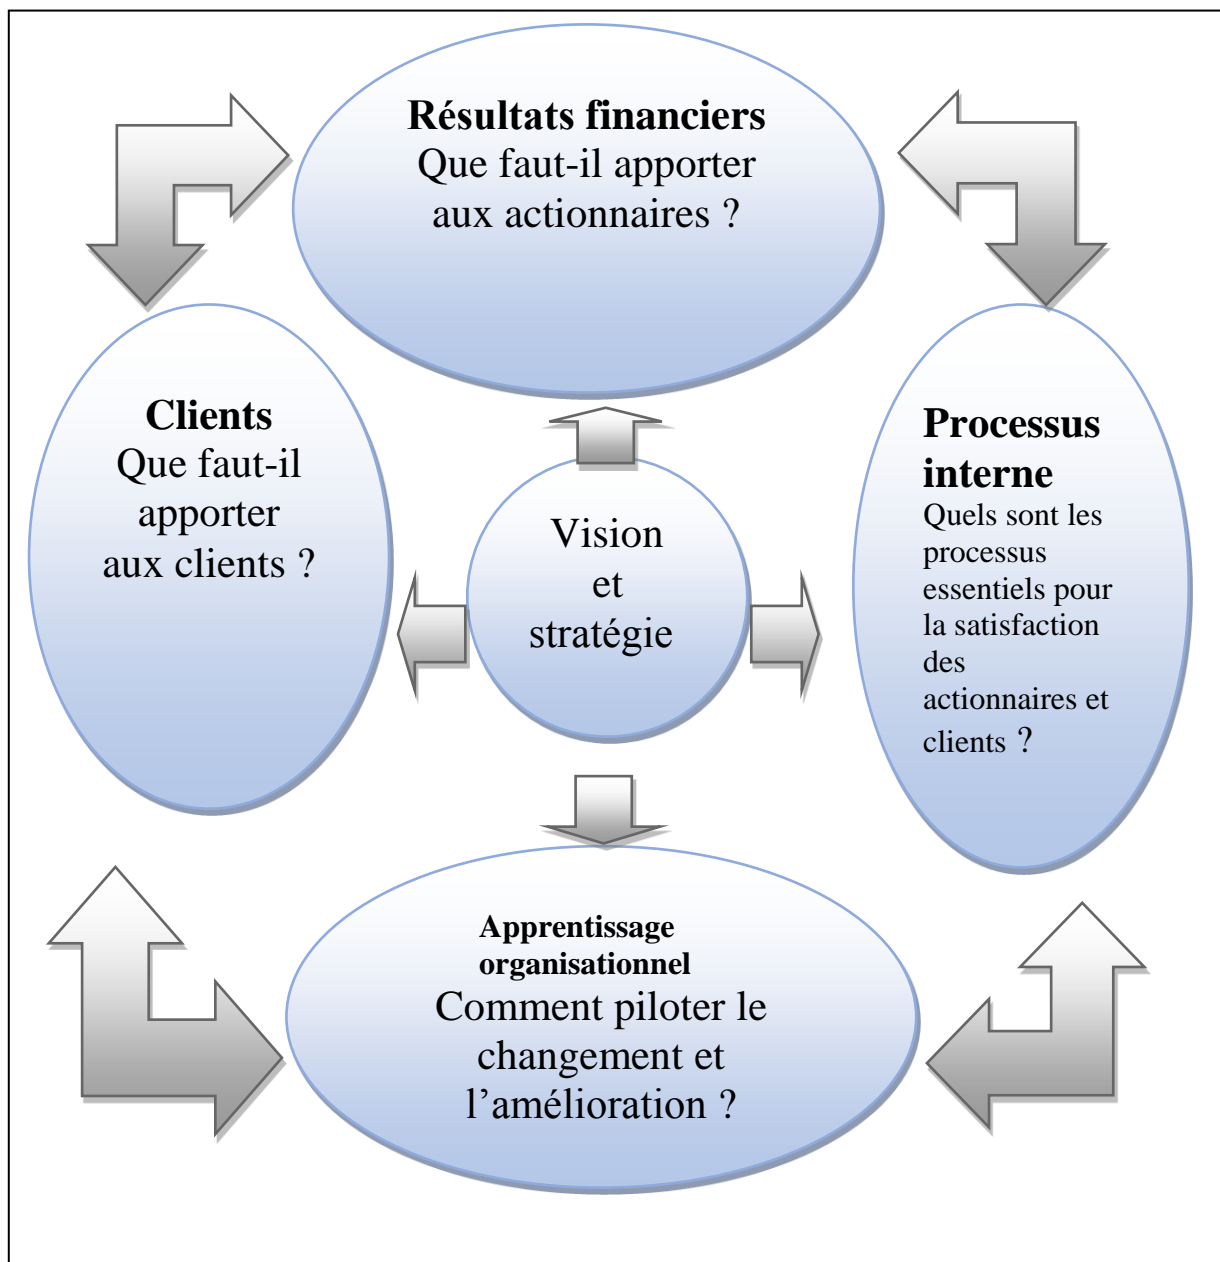 Résultats financiers
Que faut-il apporter
aux actionnaires ?
Clients
Que faut-il
apporter
aux clients ?
Vision
et
stratégie
Processus
interne
Quels sont les
processus
essentiels pour
la satisfaction
des
actionnaires et
clients ?
Apprentissage
organisationnel
Comment piloter le
changement et
l’amélioration ?